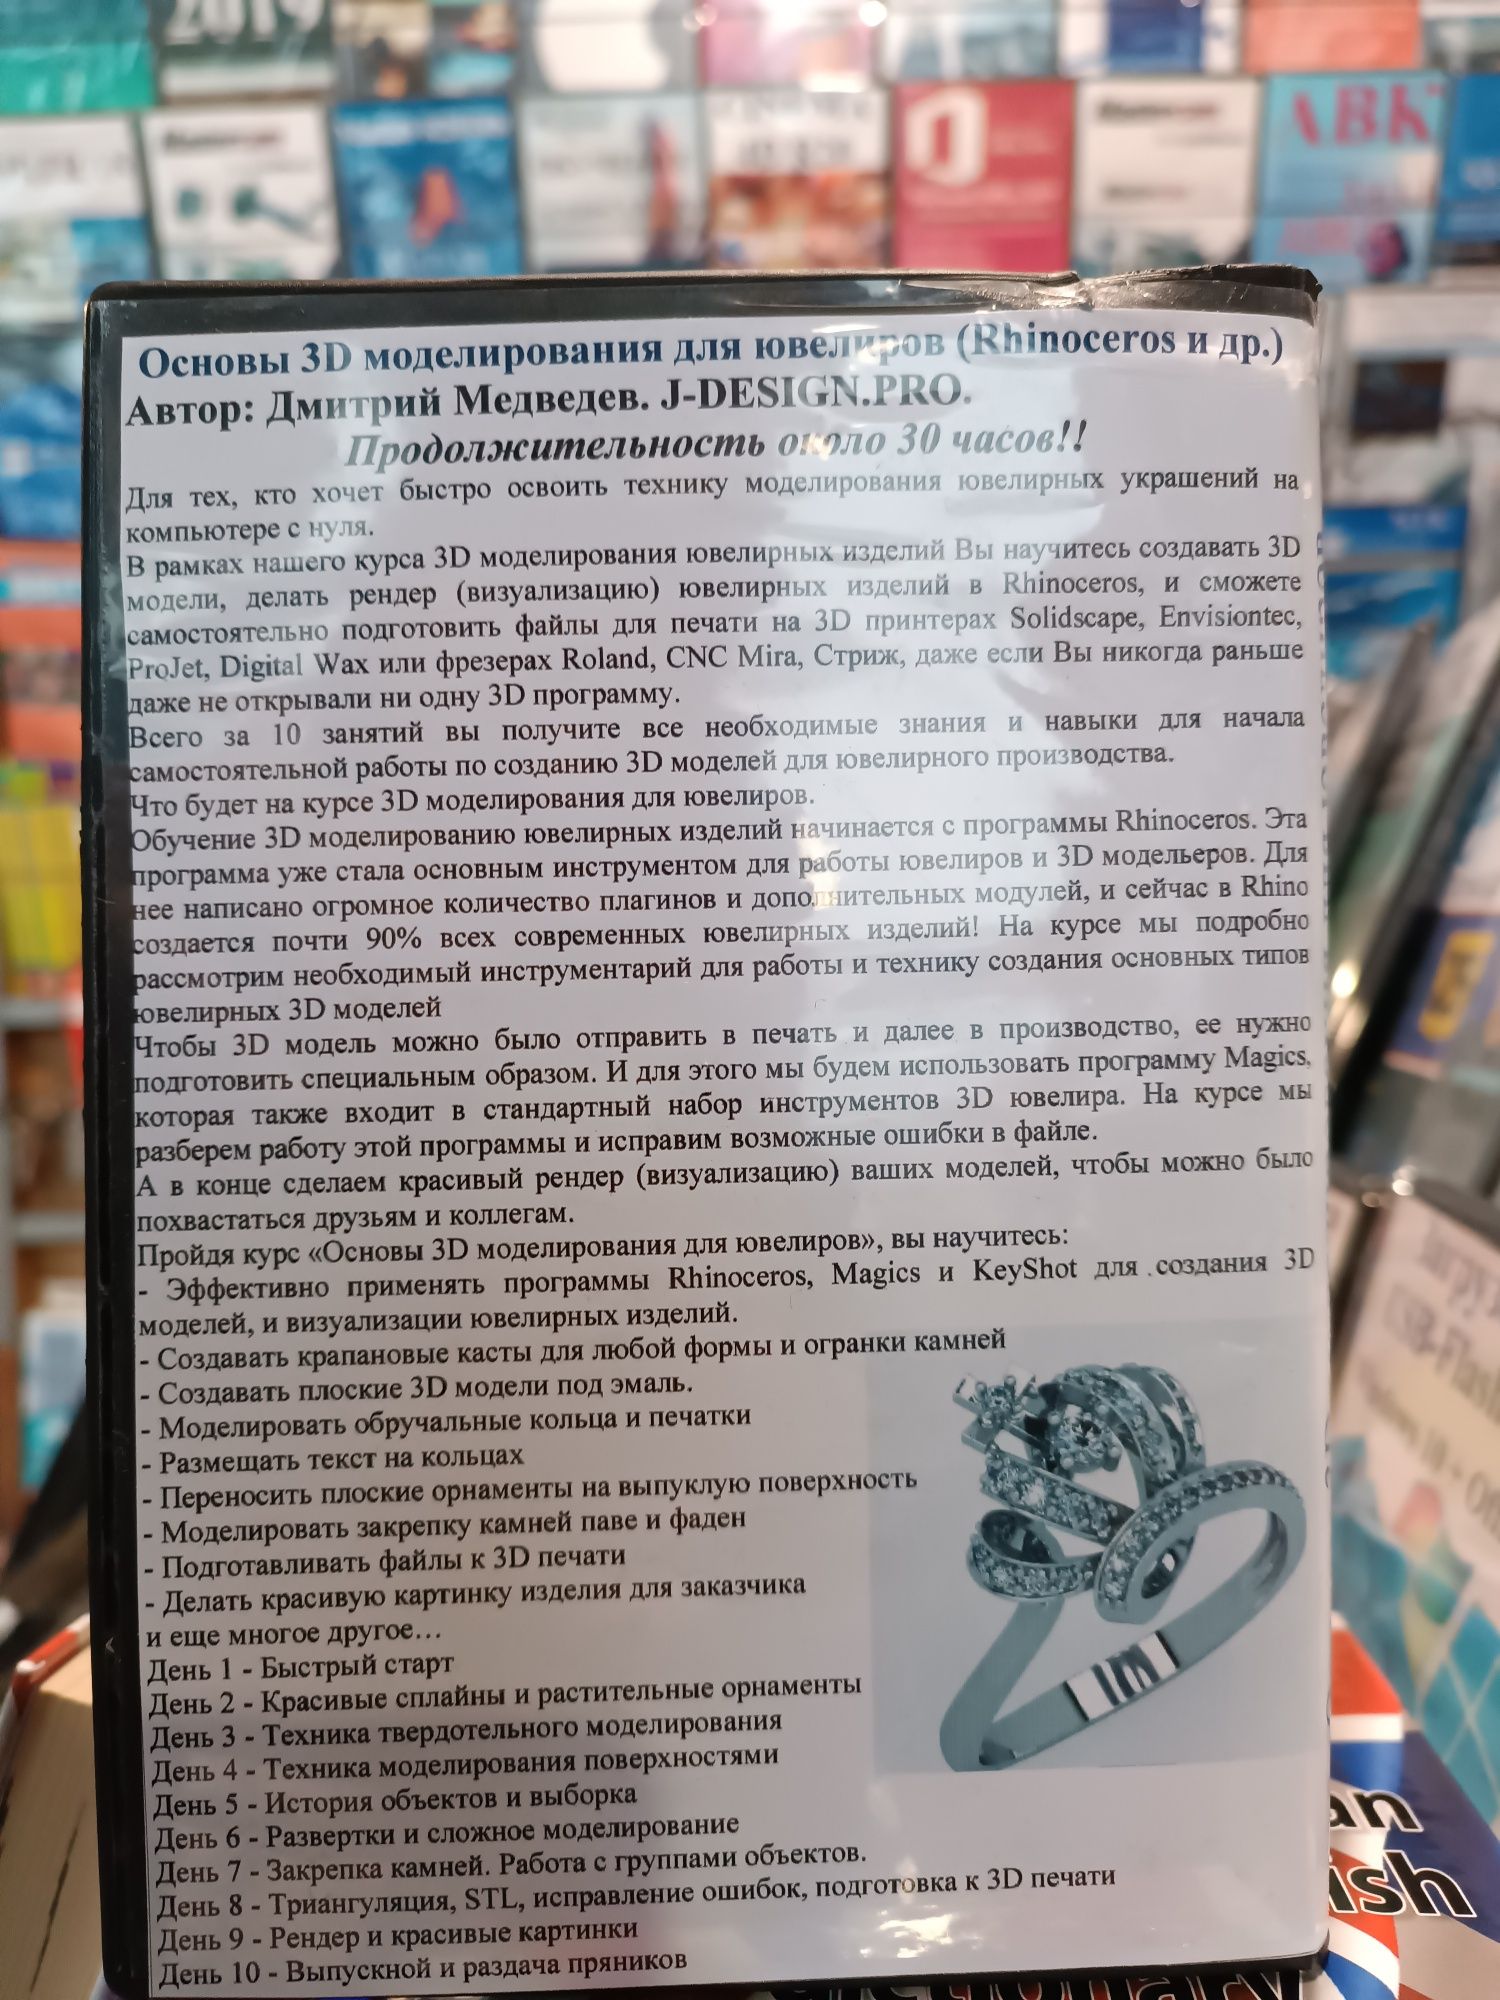 2019
ABK
Основы 3D моделирования для ювелиров (Rhinoceros и др.)
Автор: Дмитрий Медведев. J-DESIGN.PRO.
Продолжительность около 30 часов!!
Для тех, кто хочет быстро освоить технику моделирования ювелирных украшений на
компьютере с нуля.
В рамках нашего курса 3D моделирования ювелирных изделий Вы научитесь создавать 3D
модели, делать рендер (визуализацию) ювелирных изделий в Rhinoceros, и сможете
самостоятельно подготовить файлы для печати на 3D принтерах Solidscape, Envisiontec,
ProJet, Digital Wax или фрезерах Roland, CNC Mira, Стриж, даже если Вы никогда раньше
даже не открывали ни одну 3D программу.
Всего за 10 занятий вы получите все необходимые знания и навыки для начала
самостоятельной работы по созданию 3D моделей для ювелирного производства.
Что будет на курсе 3D моделирования для ювелиров.
Обучение 3D моделированию ювелирных изделий начинается с программы Rhinoceros. Эта
программа уже стала основным инструментом для работы ювелиров и 3D модельеров. Для
нее написано огромное количество плагинов и дополнительных модулей, и сейчас в Rhino
создается почти 90% всех современных ювелирных изделий! На курсе мы подробно
рассмотрим необходимый инструментарий для работы и технику создания основных типов
ювелирных 3D моделей
Чтобы 3D модель можно было отправить в печать и далее в производство, ее нужно
подготовить специальным образом. И для этого мы будем использовать программу Magics,
которая также входит в стандартный набор инструментов 3D ювелира. На курсе мы
разберем работу этой программы и исправим возможные ошибки в файле.
А в конце сделаем красивый рендер (визуализацию) ваших моделей, чтобы можно было
похвастаться друзьям и коллегам.
Пройдя курс «Основы 3D моделирования для ювелиров», вы научитесь:
- Эффективно применять программы Rhinoceros, Magics и KeyShot для создания 3D
моделей, и визуализации ювелирных изделий.
- Создавать крапановые касты для любой формы и огранки камней
- Создавать плоские 3D модели под эмаль.
- Моделировать обручальные кольца и печатки
- Размещать текст на кольцах
- Переносить плоские орнаменты на выпуклую поверхность
- Моделировать закрепку камней паве и фаден
- Подготавливать файлы к 3D печати
- Делать красивую картинку изделия для заказчика
и еще многое другое…
День 1 - Быстрый старт
День 2 - Красивые сплайны и растительные орнаменты
День 3 - Техника твердотельного моделирования
День 4 - Техника моделирования поверхностями
День 5 - История объектов и выборка
День 6 - Развертки и сложное моделирование
День 7 - Закрепка камней. Работа с группами объектов.
День 8 - Триангуляция, STL, исправление ошибок, подготовка к 3D печати
День 9 - Рендер и красивые картинки
День 10 - Выпускной и раздача пряников